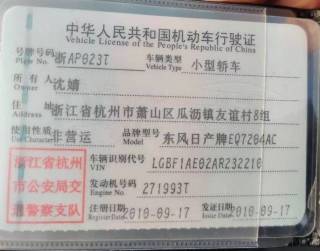 中华人民共和国机动车行驶证
Vehicle License of the People's Republic of China
号牌号码 浙AP023T 车辆类型 小型轿车
Plate No. Vehicle Type
所有人 沈婧
Owner
住址 浙江省杭州市萧山区瓜沥镇友谊村8组
Address
使用性质 非营运 品牌型号 东风日产牌EQ7204AC
Use Character Model
浙江省杭州
市公安局交
通警察支队
车辆识别代号 LGBF1AE02AR232210
VIN
发动机号码 271993T
Engine No.
注册日期 2010-09-17 发证日期 2010-09-17
Register Date Issue Date